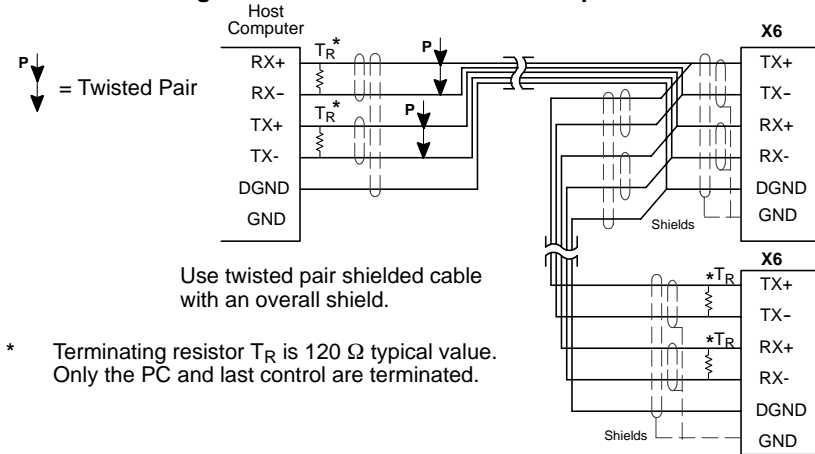 Host
Computer
X6
P
= Twisted Pair
RX+
T_R*
P
TX+
RX–
TX–
T_R*
P
TX+
RX+
TX-
RX-
DGND
DGND
GND
Shields
GND
X6
Use twisted pair shielded cable
with an overall shield.
*T_R
TX+
TX–
* Terminating resistor T_R is 120 Ω typical value.
Only the PC and last control are terminated.
*T_R
RX+
RX-
DGND
Shields
GND